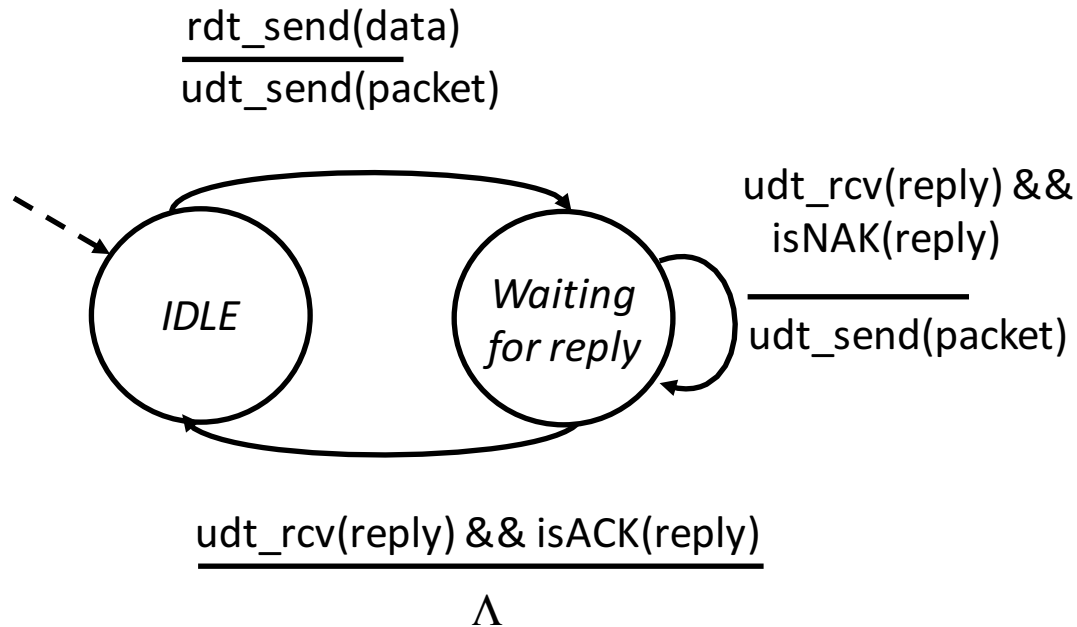 rdt_send(data)
udt_send(packet)
udt_rcv(reply) &&
isNAK(reply)
udt_send(packet)
IDLE
Waiting
for reply
udt_rcv(reply) && isACK(reply)
Λ